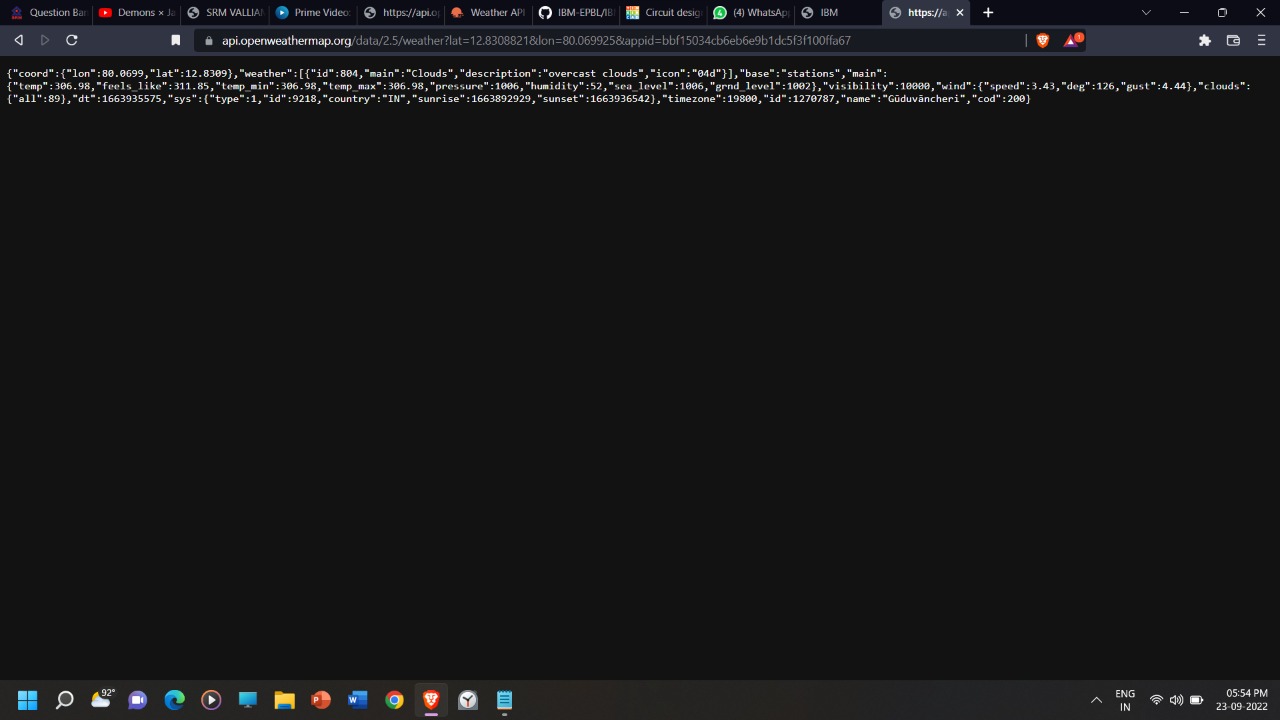 Question Ban
Demons × Ja
SRM VALLIAN
Prime Video:
https://api.op
Weather API
IBM-EPBL/IB
Circuit desig
(4) WhatsApp
IBM
https://a
api.openweathermap.org/data/2.5/weather?lat=12.8308821&lon=80.069925&appid=bbf15034cb6eb6e9b1dc5f3f100ffa67
1
{"coord":{"lon":80.0699,"lat":12.8309},"weather":[{"id":804,"main":"Clouds","description":"overcast clouds","icon":"04d"}],"base":"stations","main":
{"temp":306.98,"feels_like":311.85,"temp_min":306.98,"temp_max":306.98,"pressure":1006,"humidity":52,"sea_level":1006,"grnd_level":1002},"visibility":10000,"wind":{"speed":3.43,"deg":126,"gust":4.44},"clouds":
{"all":89},"dt":1663935575,"sys":{"type":1,"id":9218,"country":"IN","sunrise":1663892929,"sunset":1663936542},"timezone":19800,"id":1270787,"name":"Gūduvāncheri","cod":200}
92°
ENG
IN
05:54 PM
23-09-2022